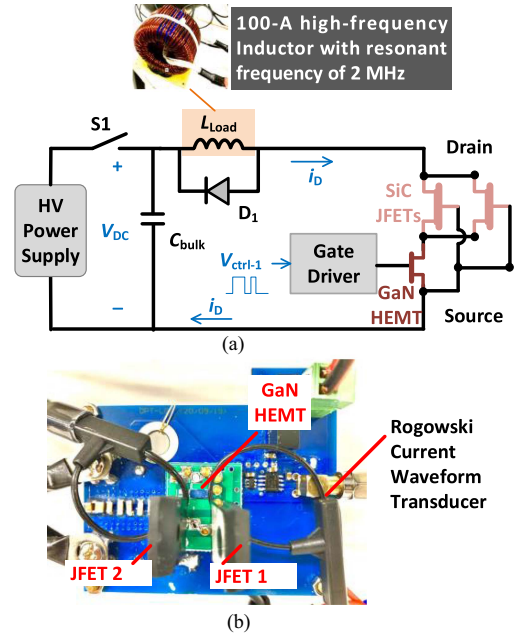 (a)
100-A high-frequency
Inductor with resonant
frequency of 2 MHz
S1
L Load
Drain
+
iD
SiC
JFETs
D1
HV
Power
Supply
VDC
Cbulk
Vctrl-1
Gate
Driver
GaN
HEMT
−
iD
Source
(a)
GaN
HEMT
Rogowski
Current
Waveform
Transducer
JFET 2
JFET 1
(b)